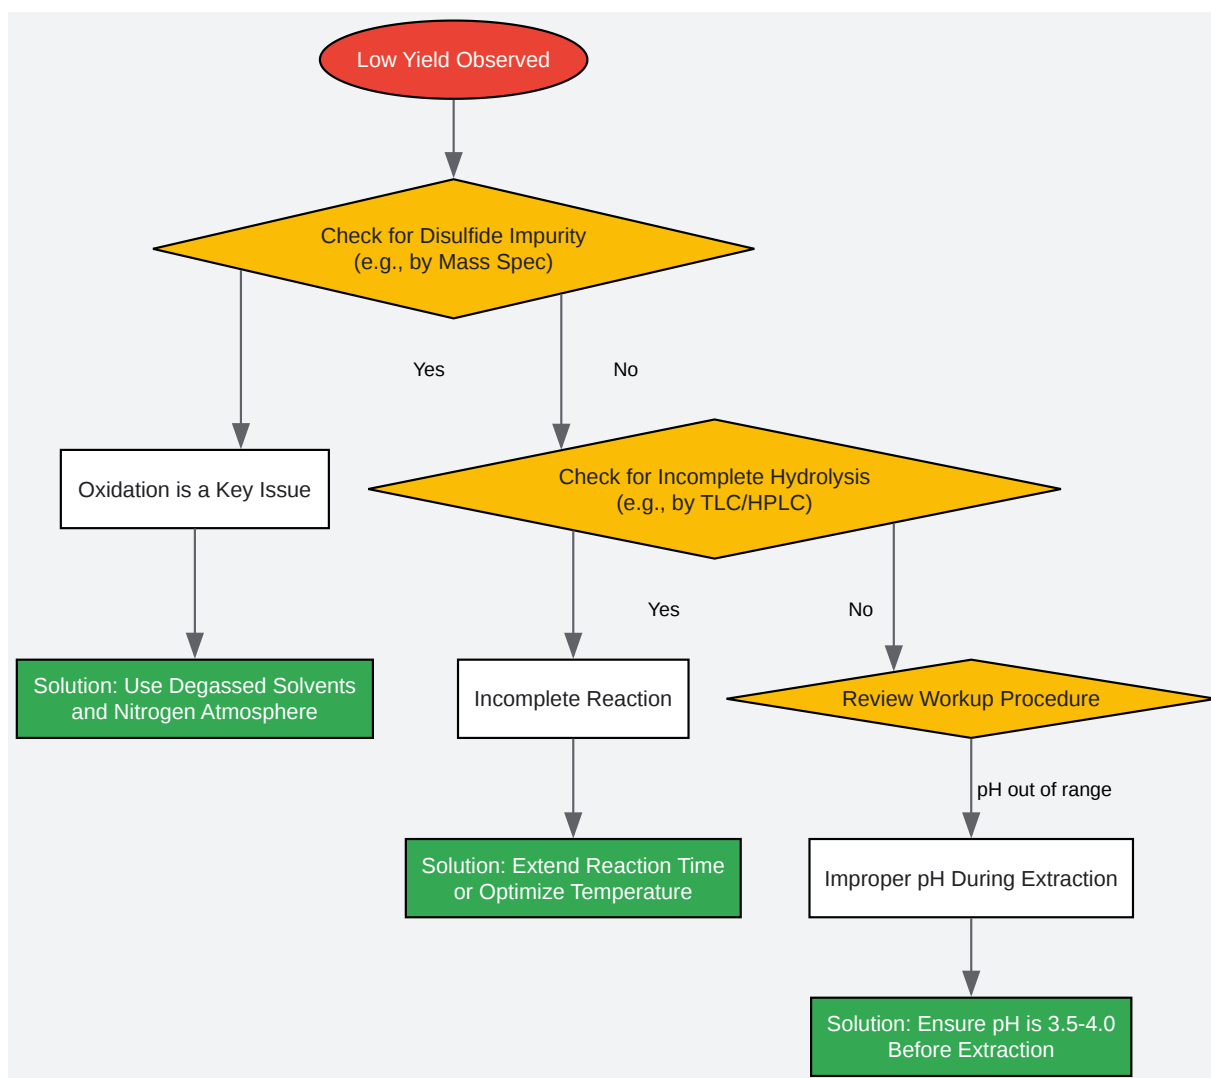 Low Yield Observed
Check for Disulfide Impurity
(e.g., by Mass Spec)
Yes
No
Oxidation is a Key Issue
Check for Incomplete Hydrolysis
(e.g., by TLC/HPLC)
Yes
No
Solution: Use Degassed Solvents
and Nitrogen Atmosphere
Incomplete Reaction
Review Workup Procedure
pH out of range
Solution: Extend Reaction Time
or Optimize Temperature
Improper pH During Extraction
Solution: Ensure pH is 3.5-4.0
Before Extraction